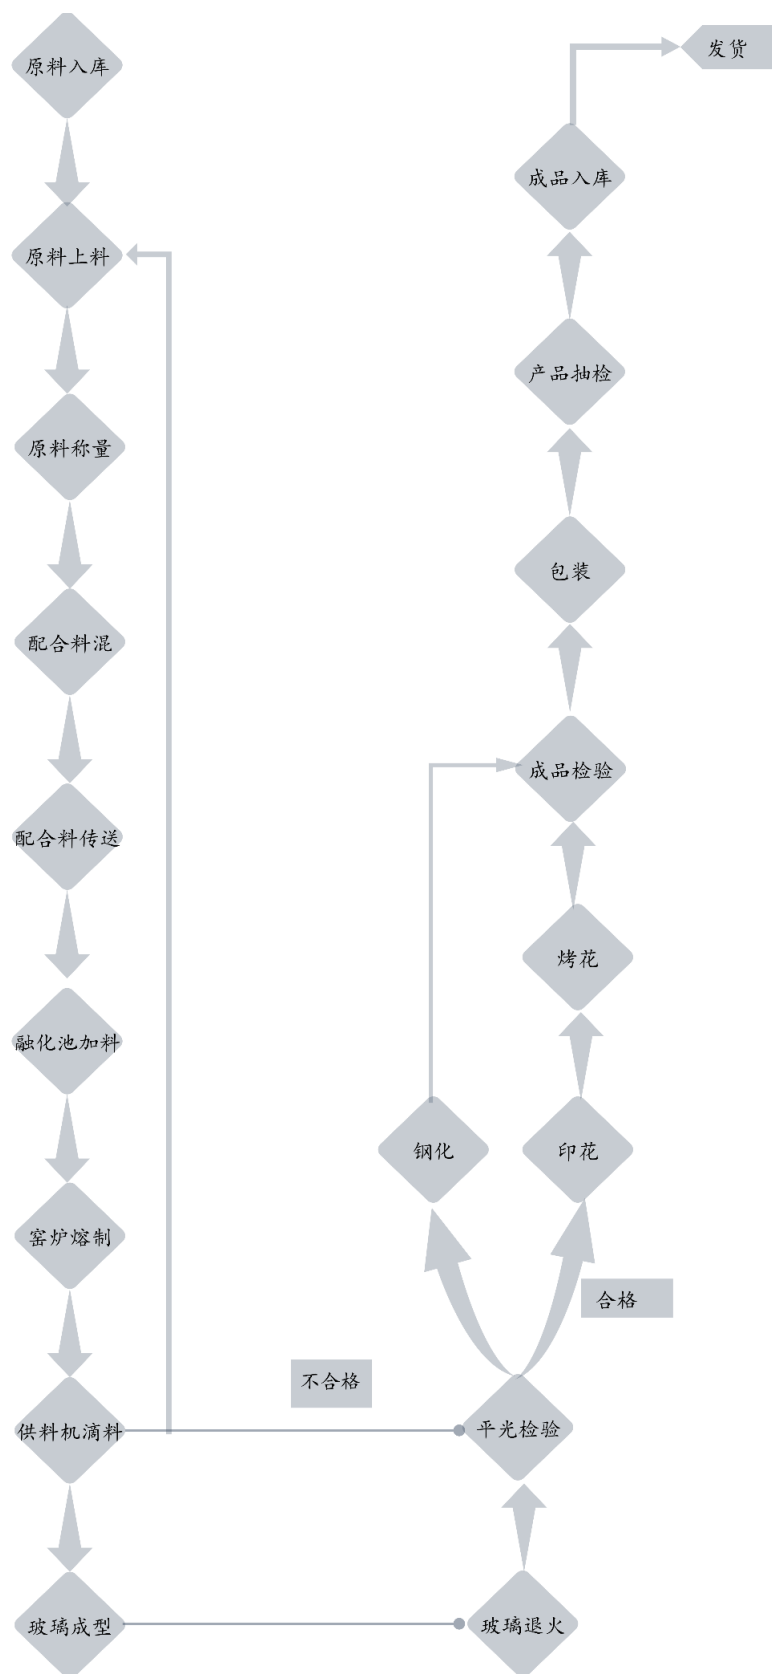 原料入库
原料上料
原料称量
配合料混
配合料传送
融化池加料
窑炉熔制
供料机滴料
玻璃成型
玻璃退火
平光检验
不合格
合格
钢化
印花
烤花
成品检验
包装
产品抽检
成品入库
发货